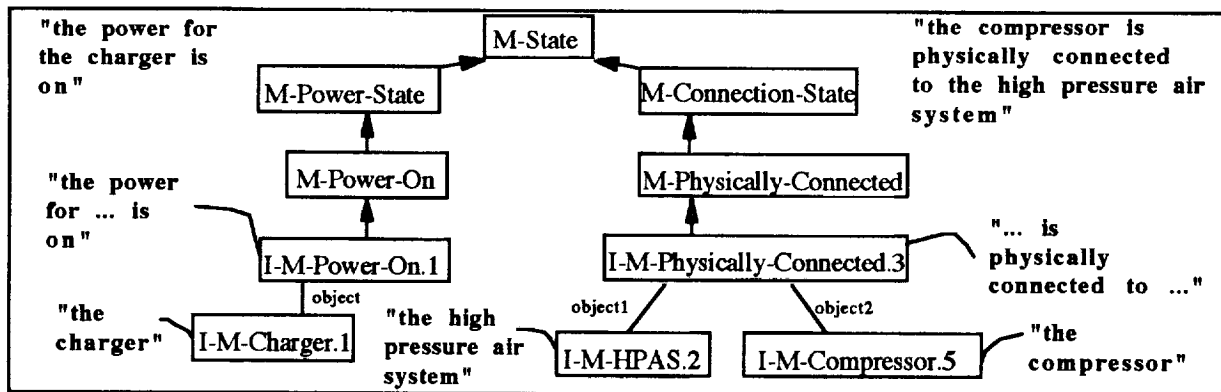 "the power for
the charger is
on"
M-State
"the compressor is
physically connected
to the high pressure air
system"
M-Power-State
M-Connection-State
M-Power-On
M-Physically-Connected
"the power
for ... is
on"
I-M-Power-On.1
I-M-Physically-Connected.3
"... is
physically
connected to ..."
object
object1
object2
"the
charger"
I-M-Charger.1
"the high
pressure air
system"
I-M-HPAS.2
I-M-Compressor.5
"the
compressor"